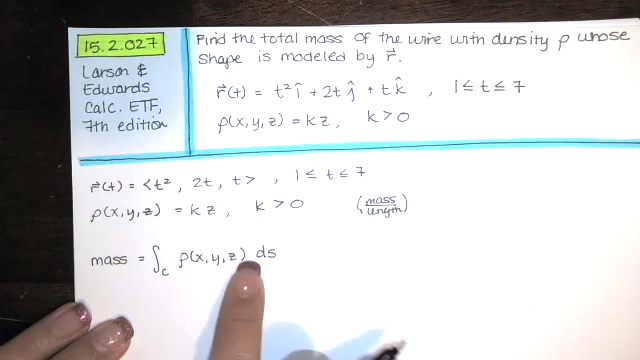 15.2.027
Larson &
Edwards
Calc. ETF,
7th edition
Find the total mass of the wire with density ρ whose
shape is modeled by r⃗.
r⃗(t) = t² î + 2t ĵ + t k̂ , 1 ≤ t ≤ 7
ρ(x,y,z) = kz, k > 0
r⃗(t) = <t², 2t, t> , 1 ≤ t ≤ 7
ρ(x,y,z) = kz , k > 0 (mass/length)
mass = ∫_C ρ(x,y,z) ds